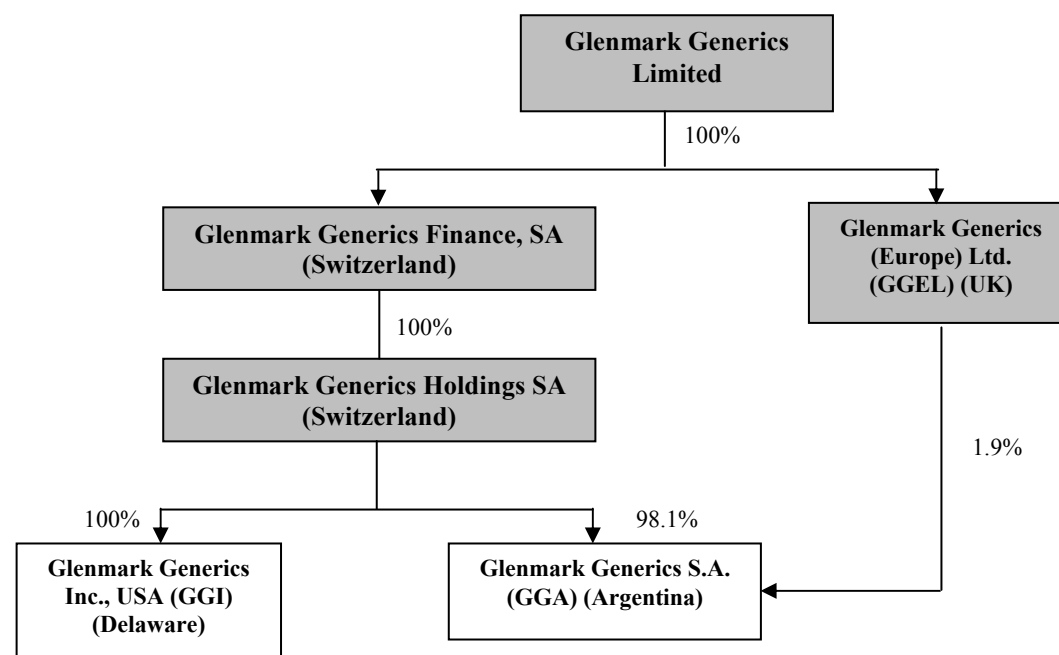 Glenmark Generics
Limited
100%
Glenmark Generics Finance, SA
(Switzerland)
Glenmark Generics
(Europe) Ltd.
(GGEL) (UK)
100%
Glenmark Generics Holdings SA
(Switzerland)
1.9%
100%
98.1%
Glenmark Generics
Inc., USA (GGI)
(Delaware)
Glenmark Generics S.A.
(GGA) (Argentina)